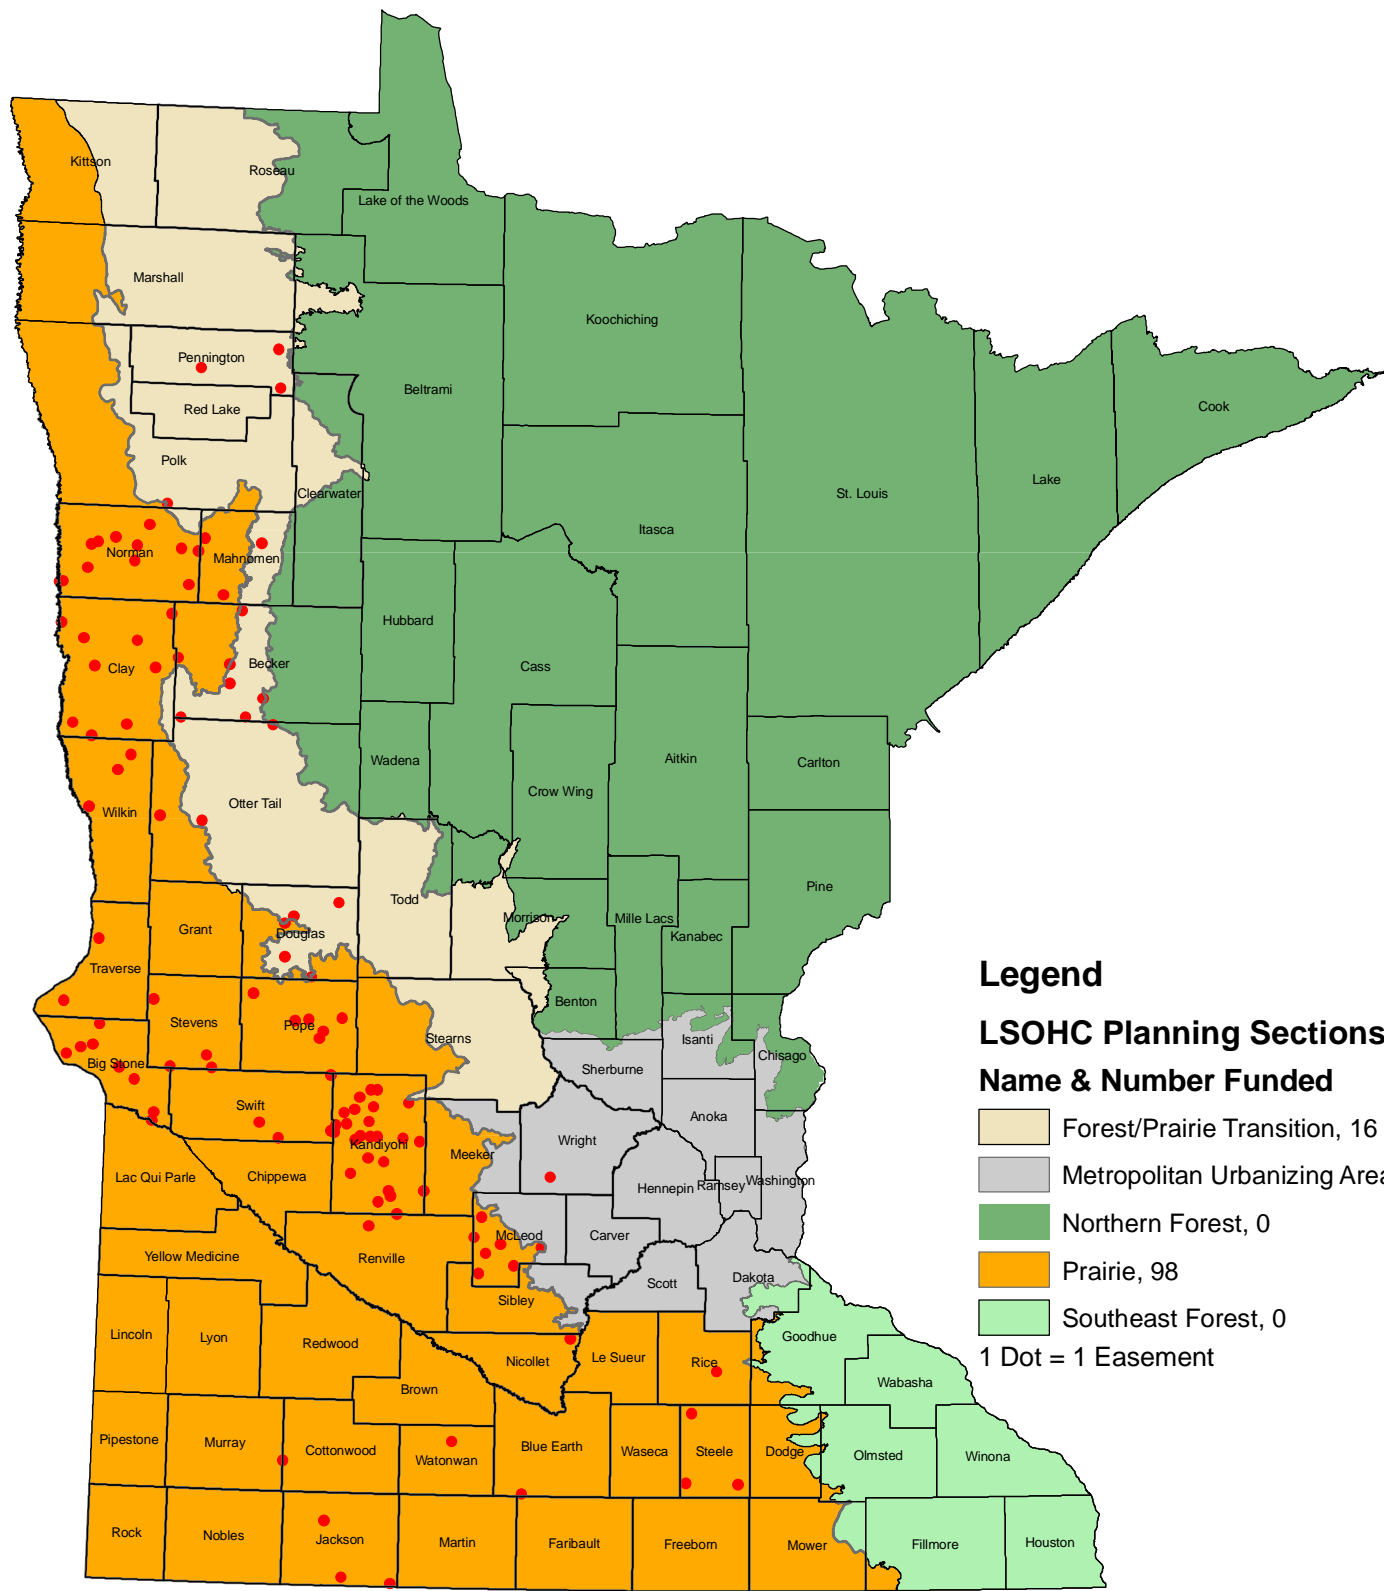 Kittson
Roseau
Lake of the Woods
Marshall
Koochiching
Pennington
Beltrami
Red Lake
Cook
Polk
Lake
Clearwater
St. Louis
Itasca
Norman
Mahnomen
Hubbard
Becker
Cass
Clay
Wadena
Aitkin
Carlton
Crow Wing
Otter Tail
Wilkin
Pine
Todd
Morrison
Mille Lacs
Grant
Douglas
Kanabec
Traverse
Benton
Stevens
Pope
Stearns
Isanti
Chisago
Big Stone
Sherburne
Swift
Anoka
Kandiyohi
Wright
Meeker
Lac Qui Parle
Chippewa
Hennepin
Ramsey
Washington
McLeod
Carver
Yellow Medicine
Renville
Scott
Dakota
Sibley
Lincoln
Lyon
Redwood
Goodhue
Nicollet
Le Sueur
Rice
Wabasha
Brown
Pipestone
Murray
Cottonwood
Watonwan
Blue Earth
Waseca
Steele
Dodge
Olmsted
Winona
Rock
Nobles
Jackson
Martin
Faribault
Freeborn
Mower
Fillmore
Houston
Legend
LSOHC Planning Sections
Name & Number Funded
Forest/Prairie Transition, 16
Metropolitan Urbanizing Area
Northern Forest, 0
Prairie, 98
Southeast Forest, 0
1 Dot = 1 Easement